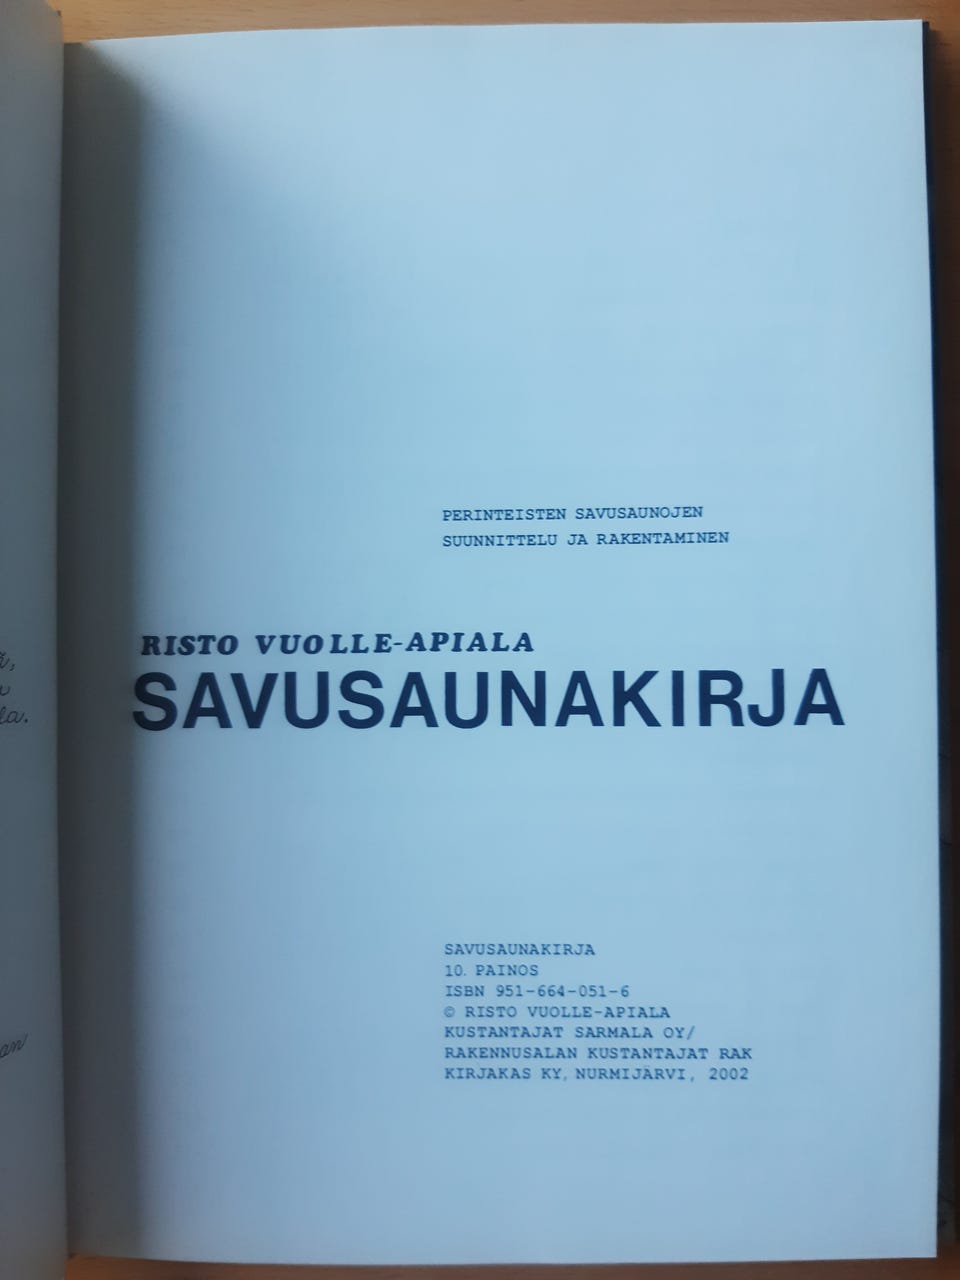 PERINTEISTEN SAVUSAUNOJEN
SUUNNITTELU JA RAKENTAMINEN
RISTO VUOLLE-APIALA
SAVUSAUNAKIRJA
SAVUSAUNAKIRJA
10. PAINOS
ISBN 951-664-051-6
© RISTO VUOLLE-APIALA
KUSTANTAJAT SARMALA OY/
RAKENNUSALAN KUSTANTAJAT RAK
KIRJAKAS KY, NURMIJÄRVI, 2002